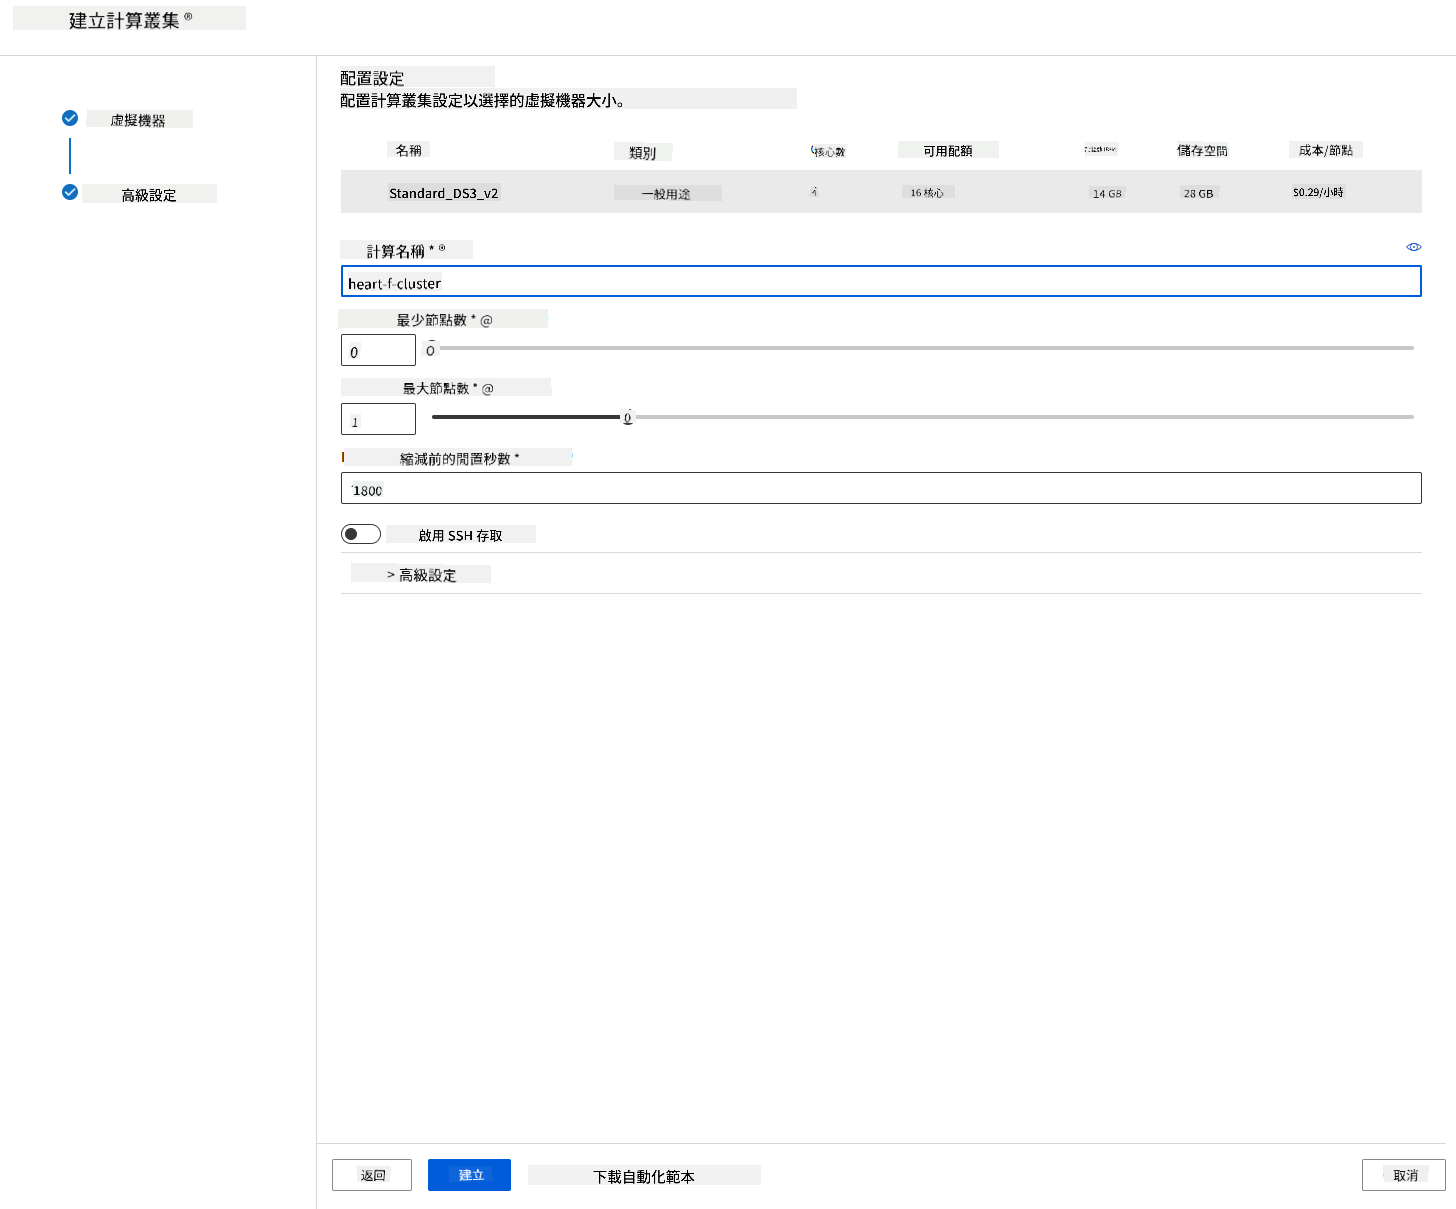 建立計算叢集 ®
虛擬機器
高級設定
配置設定
配置計算叢集設定以選擇的虛擬機器大小。
名稱 類別 核心數 可用配額 儲存空間 成本/節點
Standard_DS3_v2 一般用途 4 16 核心 14 GB 28 GB $0.29/小時
計算名稱 * ®
heart-f-cluster
最少節點數 * @
0
最大節點數 * @
1
縮減前的閒置秒數 *
1800
啟用 SSH 存取
> 高級設定
返回 建立 下載自動化範本 取消